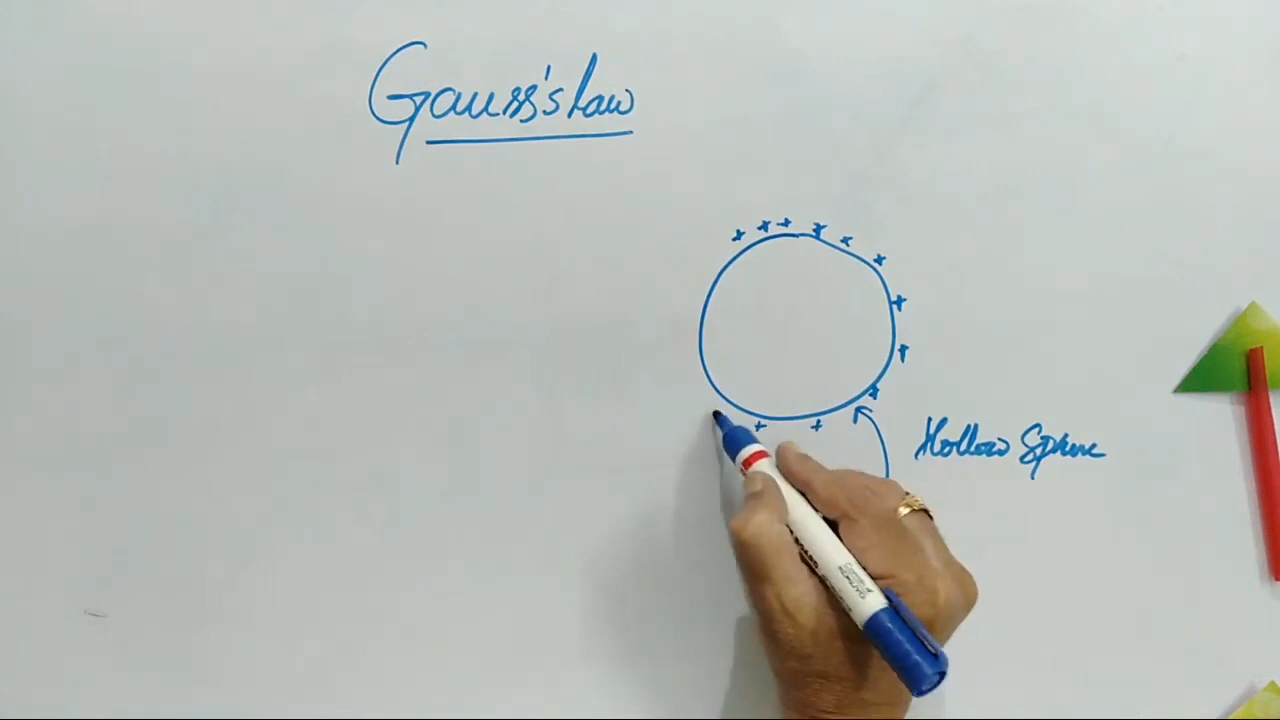 Gauss's Law
+ + + + + +
+
+
+
+ +
Hollow Sphere